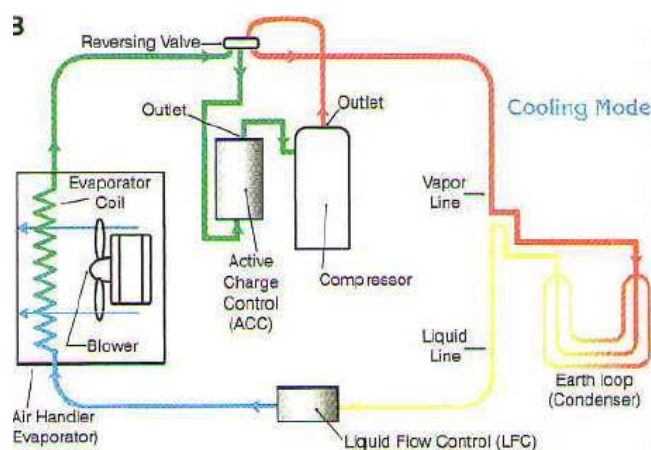 B
Reversing Valve
Outlet
Outlet
Cooling Mode
Evaporator
Coil
Vapor
Line
Active
Charge
Control
(ACC)
Compressor
Blower
Liquid
Line
Earth loop
(Condenser)
Air Handler
Evaporator)
Liquid Flow Control (LFC)